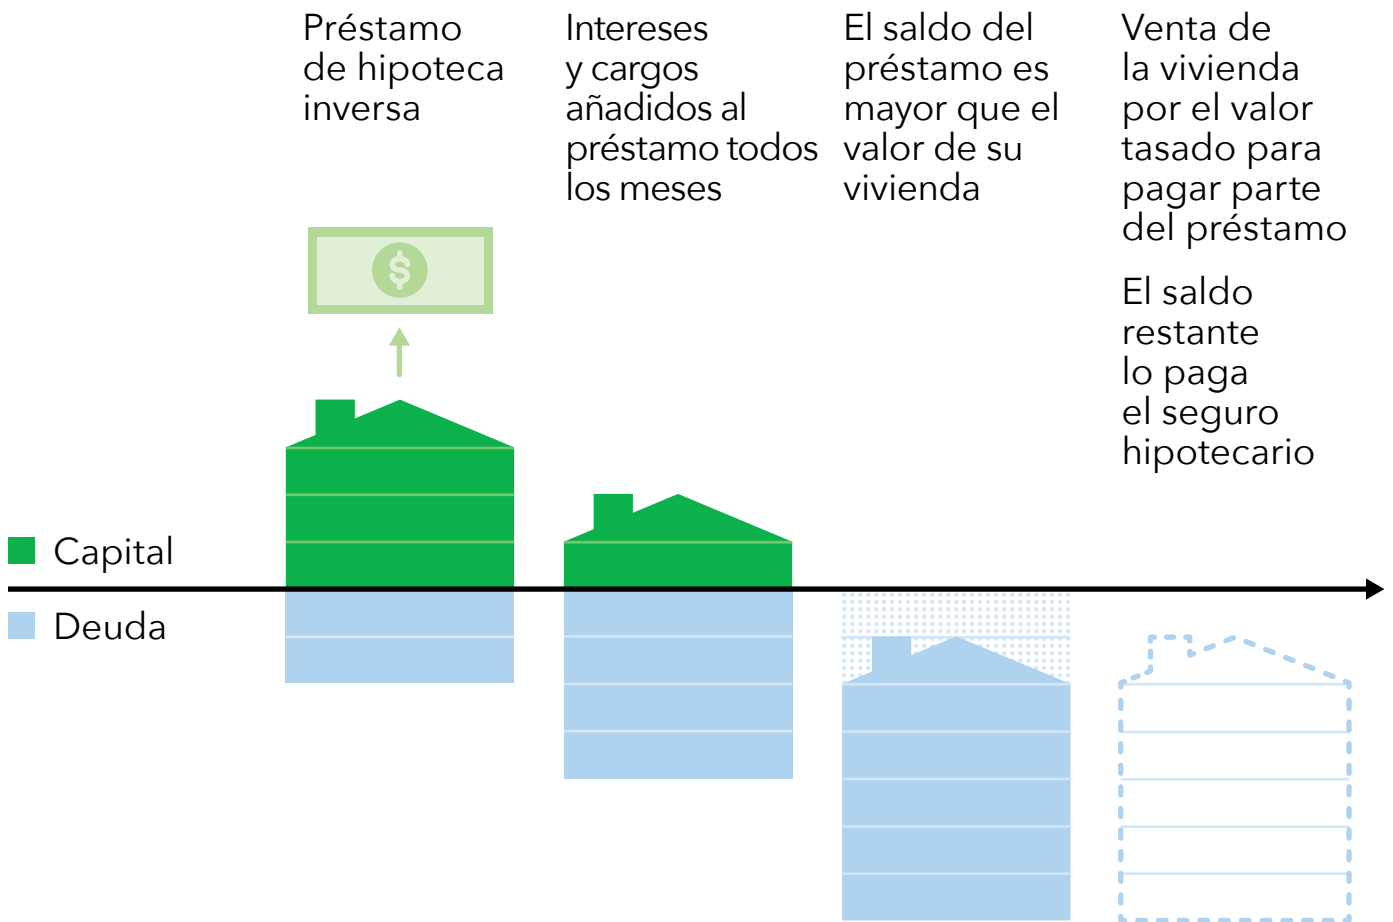 Préstamo
de hipoteca
inversa
Intereses
y cargos
añadidos al
préstamo todos
los meses
El saldo del
préstamo es
mayor que el
valor de su
vivienda
Venta de
la vivienda
por el valor
tasado para
pagar parte
del préstamo
El saldo
restante
lo paga
el seguro
hipotecario
$
Capital
Deuda